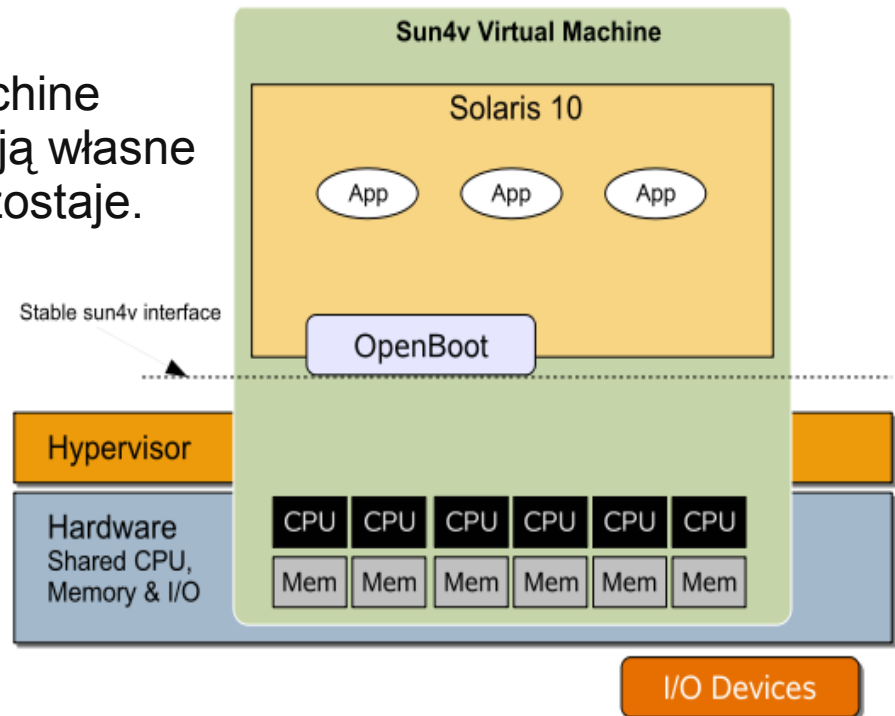 Sun4v Virtual Machine
chine
ją własne
zostaje.
Solaris 10
App App App
Stable sun4v interface
OpenBoot
Hypervisor
Hardware
Shared CPU,
Memory & I/O
CPU CPU CPU CPU CPU CPU
Mem Mem Mem Mem Mem Mem
I/O Devices